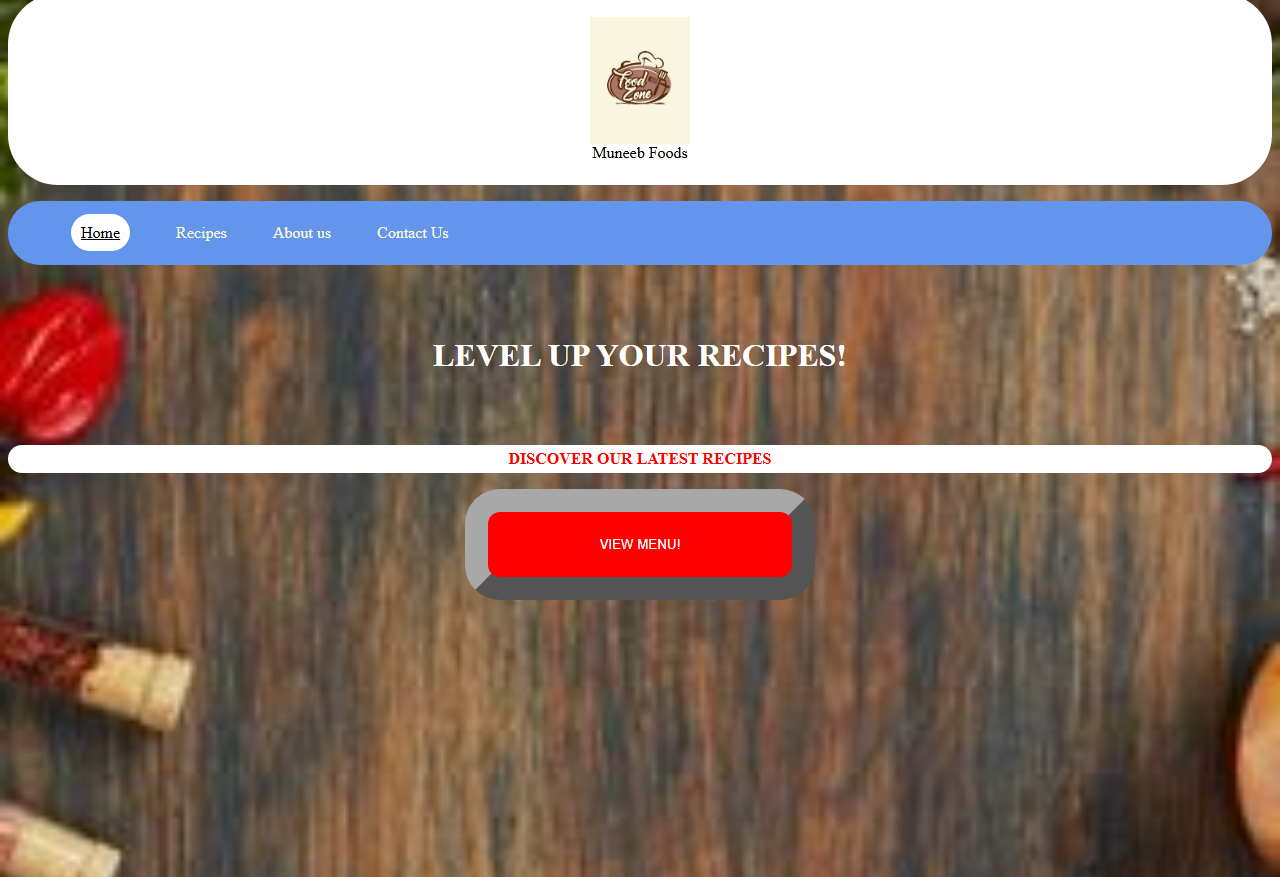 Food
Zone
Muneeb Foods
Home Recipes About us Contact Us
LEVEL UP YOUR RECIPES!
DISCOVER OUR LATEST RECIPES
VIEW MENU!